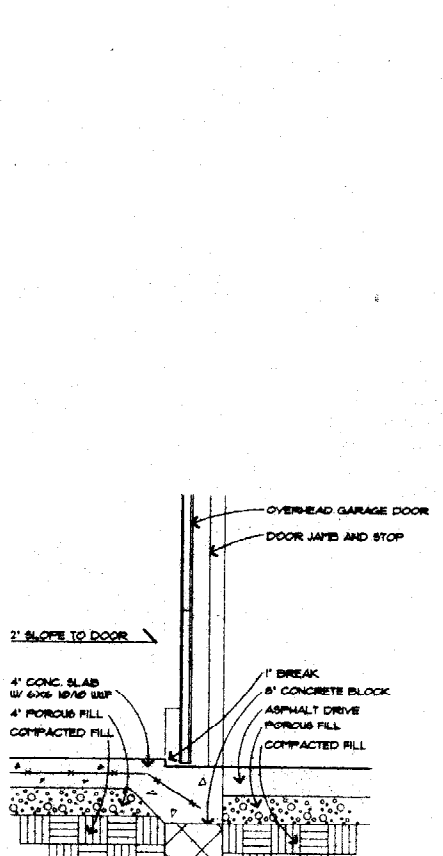 OVERHEAD GARAGE DOOR
DOOR JAMB AND STOP
2" SLOPE TO DOOR
4" CONC. SLAB
W/ 6X6 10/10 WWF
4" POROUS FILL
COMPACTED FILL
1" BREAK
8" CONCRETE BLOCK
ASPHALT DRIVE
POROUS FILL
COMPACTED FILL